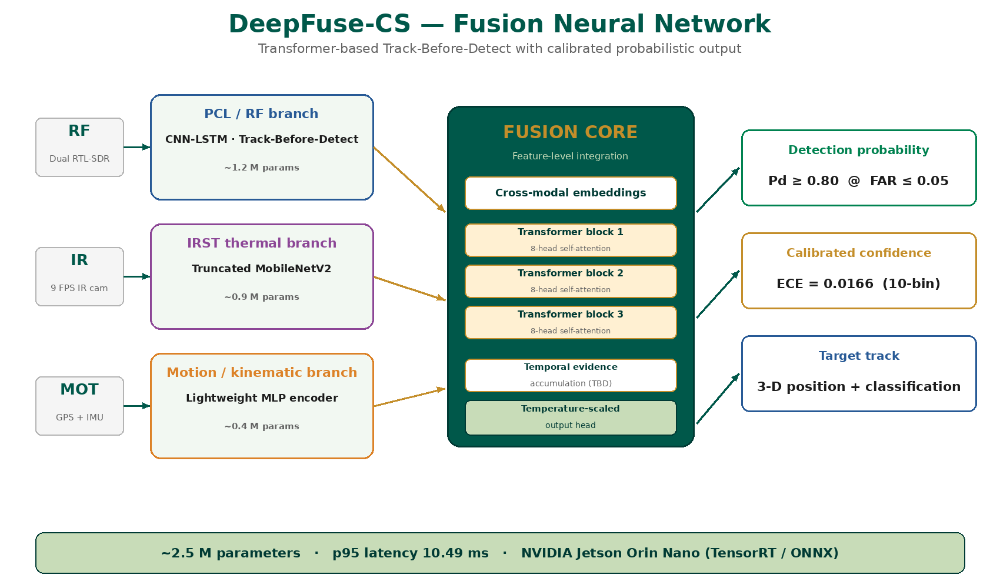 DeepFuse-CS — Fusion Neural Network
Transformer-based Track-Before-Detect with calibrated probabilistic output
RF
Dual RTL-SDR
PCL / RF branch
CNN-LSTM · Track-Before-Detect
~1.2 M params
IR
9 FPS IR cam
IRST thermal branch
Truncated MobileNetV2
~0.9 M params
MOT
GPS + IMU
Motion / kinematic branch
Lightweight MLP encoder
~0.4 M params
FUSION CORE
Feature-level integration
Cross-modal embeddings
Transformer block 1
8-head self-attention
Transformer block 2
8-head self-attention
Transformer block 3
8-head self-attention
Temporal evidence
accumulation (TBD)
Temperature-scaled
output head
Detection probability
Pd ≥ 0.80 @ FAR ≤ 0.05
Calibrated confidence
ECE = 0.0166 (10-bin)
Target track
3-D position + classification
~2.5 M parameters · p95 latency 10.49 ms · NVIDIA Jetson Orin Nano (TensorRT / ONNX)